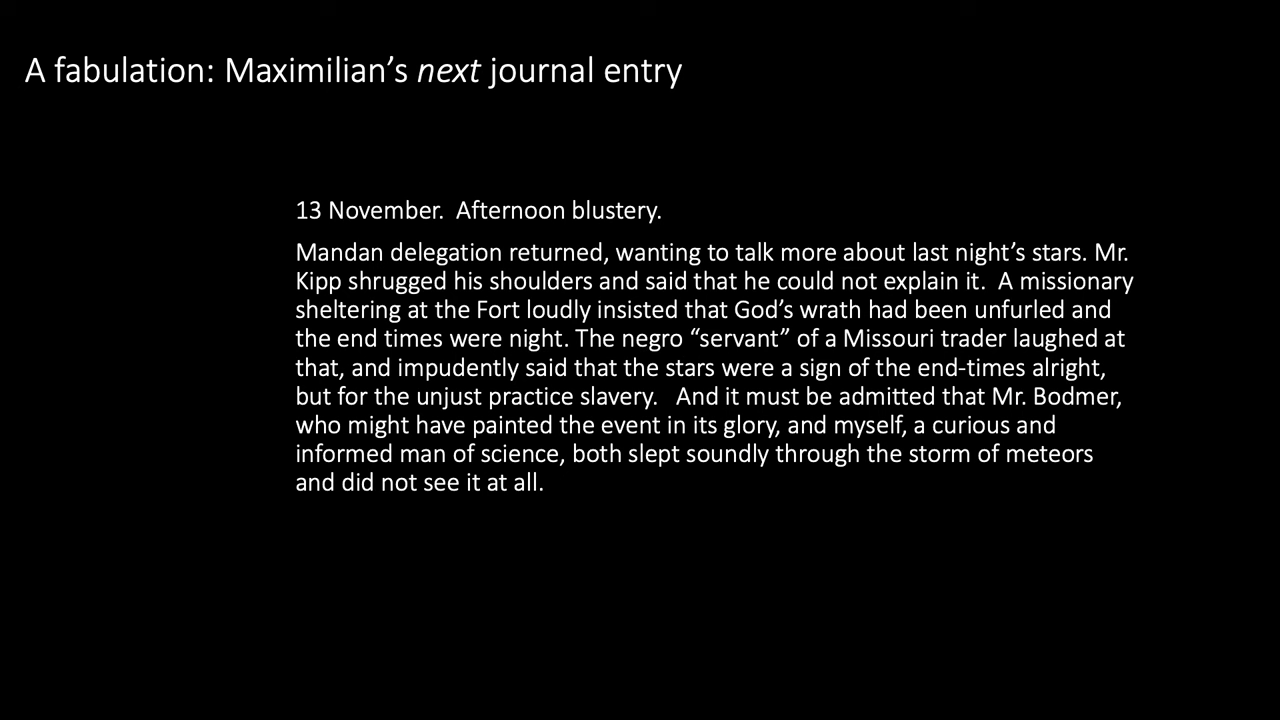 A fabulation: Maximilian’s next journal entry
13 November.  Afternoon blustery.
Mandan delegation returned, wanting to talk more about last night’s stars. Mr.
Kipp shrugged his shoulders and said that he could not explain it.  A missionary
sheltering at the Fort loudly insisted that God’s wrath had been unfurled and
the end times were night. The negro “servant” of a Missouri trader laughed at
that, and impudently said that the stars were a sign of the end-times alright,
but for the unjust practice slavery.   And it must be admitted that Mr. Bodmer,
who might have painted the event in its glory, and myself, a curious and
informed man of science, both slept soundly through the storm of meteors
and did not see it at all.